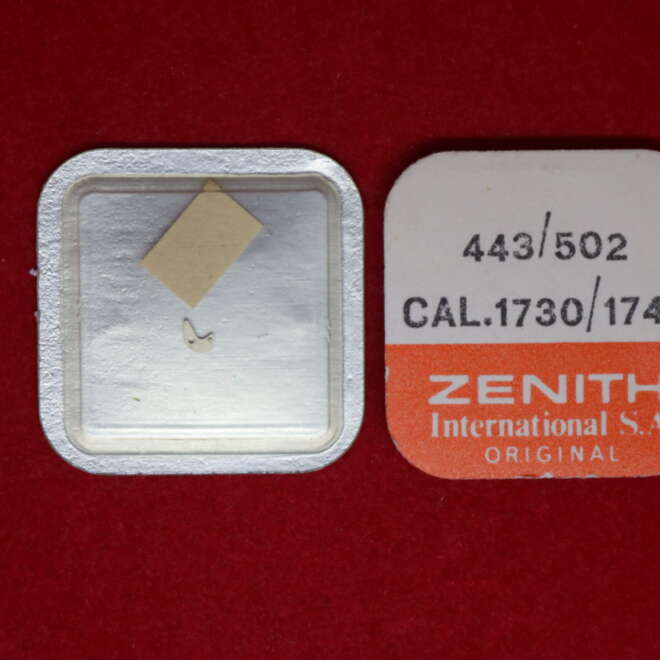 443/502
CAL.1730/174
ZENITH
International S.A
ORIGINAL